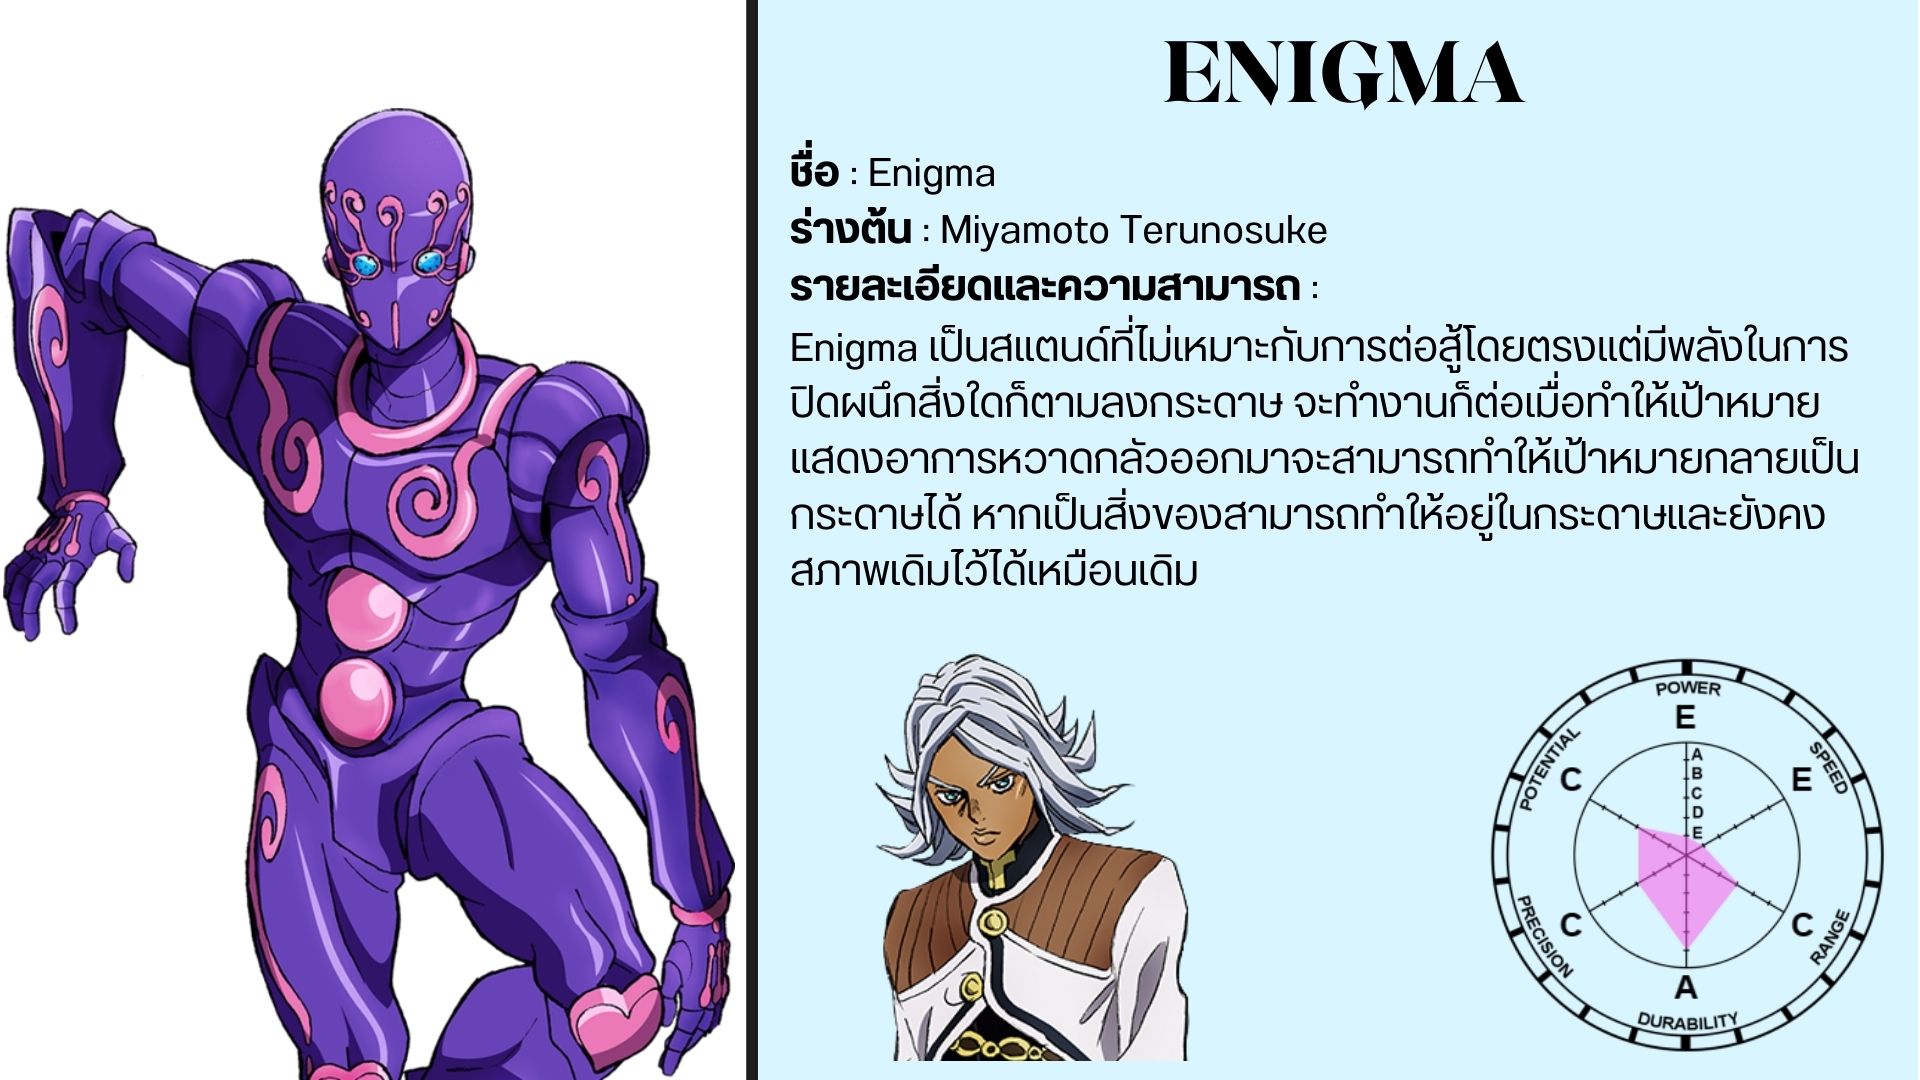 ENIGMA
ชื่อ : Enigma
ร่างต้น : Miyamoto Terunosuke
รายละเอียดและความสามารถ :
Enigma เป็นสแตนด์ที่ไม่เหมาะกับการต่อสู้โดยตรงแต่มีพลังในการ
ปิดผนึกสิ่งใดก็ตามลงกระดาษ จะทำงานก็ต่อเมื่อทำให้เป้าหมาย
แสดงอาการหวาดกลัวออกมาจะสามารถทำให้เป้าหมายกลายเป็น
กระดาษได้ หากเป็นสิ่งของสามารถทำให้อยู่ในกระดาษและยังคง
สภาพเดิมไว้ได้เหมือนเดิม
POWER
E
SPEED
E
RANGE
C
DURABILITY
A
PRECISION
C
POTENTIAL
C
A
B
C
D
E